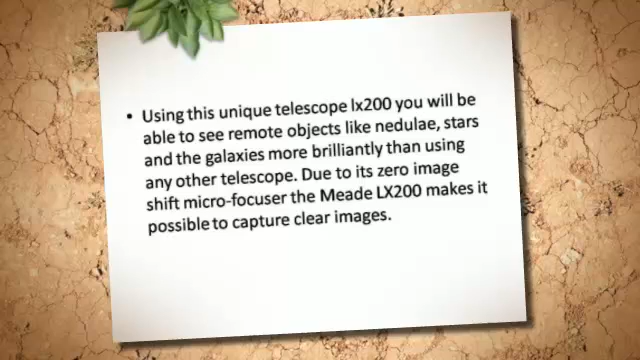 • Using this unique telescope lx200 you will be
able to see remote objects like nedulae, stars
and the galaxies more brilliantly than using
any other telescope. Due to its zero image
shift micro-focuser the Meade LX200 makes it
possible to capture clear images.